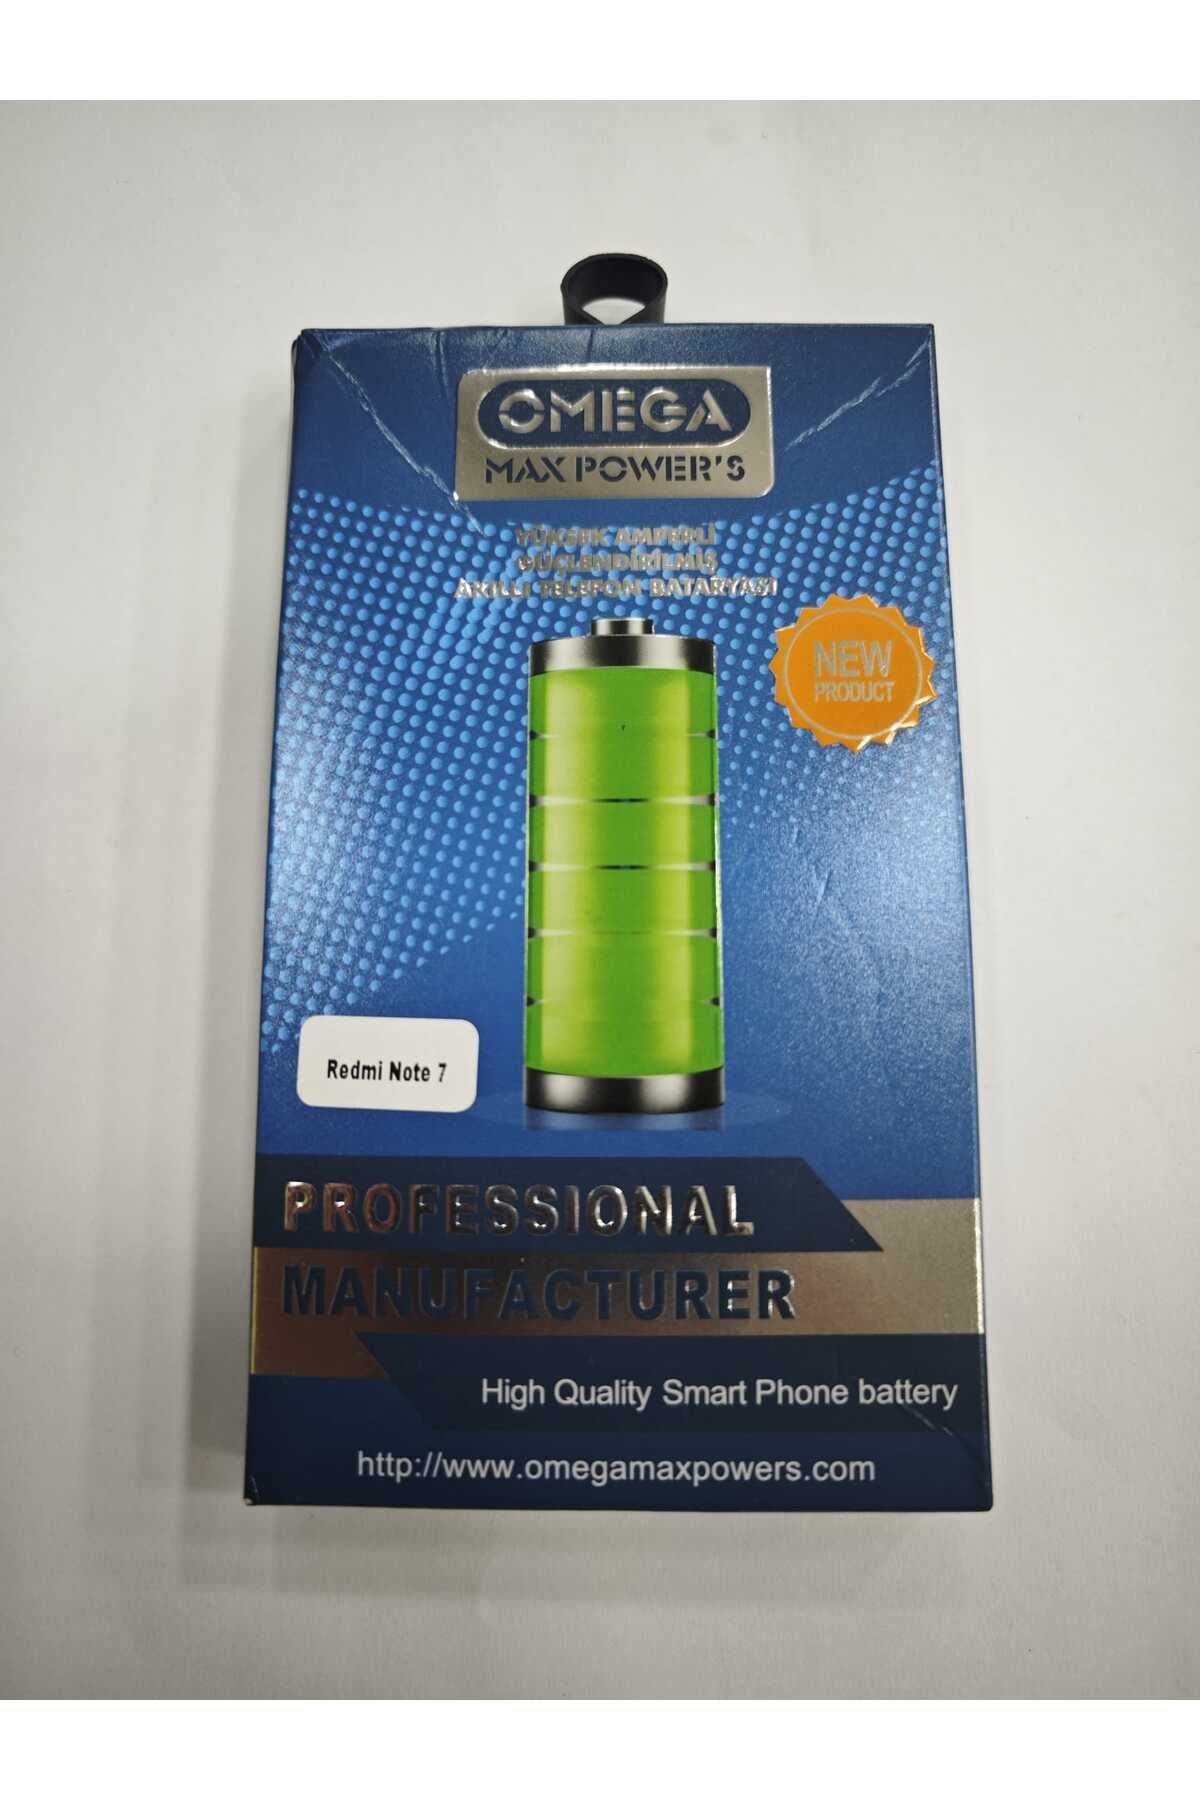 OMEGA
MAX POWER'S
YÜKSEK AMPERLİ
GÜÇLENDİRİLMİŞ
AKILLI TELEFON BATARYASI
NEW
PRODUCT
Redmi Note 7
PROFESSIONAL
MANUFACTURER
High Quality Smart Phone battery
http://www.omegamaxpowers.com